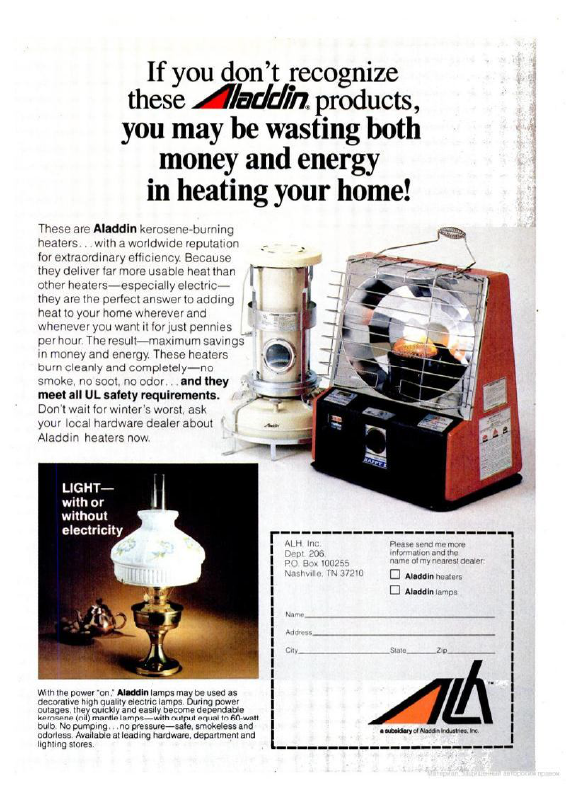 If you don't recognize
these Aladdin products,
you may be wasting both
money and energy
in heating your home!
These are Aladdin kerosene-burning
heaters...with a worldwide reputation
for extraordinary efficiency. Because
they deliver far more usable heat than
other heaters—especially electric—
they are the perfect answer to adding
heat to your home wherever and
whenever you want it for just pennies
per hour. The result—maximum savings
in money and energy. These heaters
burn cleanly and completely—no
smoke, no soot, no odor...and they
meet all UL safety requirements.
Don't wait for winter's worst, ask
your local hardware dealer about
Aladdin heaters now.
Aladdin
LIGHT—
with or
without
electricity
With the power "on," Aladdin lamps may be used as
decorative high quality electric lamps. During power
outages, they quickly and easily become dependable
kerosene (oil) mantle lamps—with output equal to 60-watt
bulb. No pumping...no pressure—safe, smokeless and
odorless. Available at leading hardware, department and
lighting stores.
ALH, Inc.
Dept. 206
P.O. Box 100255
Nashville, TN 37210
Please send me more
information and the
name of my nearest dealer:
Aladdin heaters
Aladdin lamps
Name
Address
City State Zip
ALH™
a subsidiary of Aladdin Industries, Inc.
Материал, защищенный авторским правом